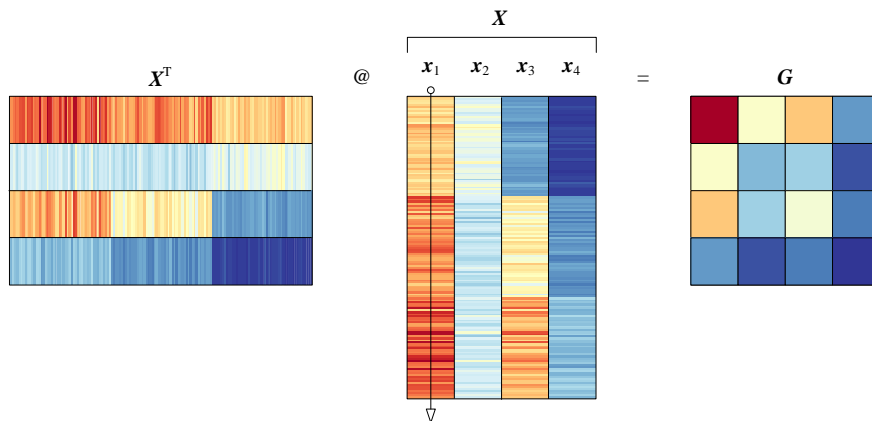 X
Xᵀ @ x₁ x₂ x₃ x₄ = G